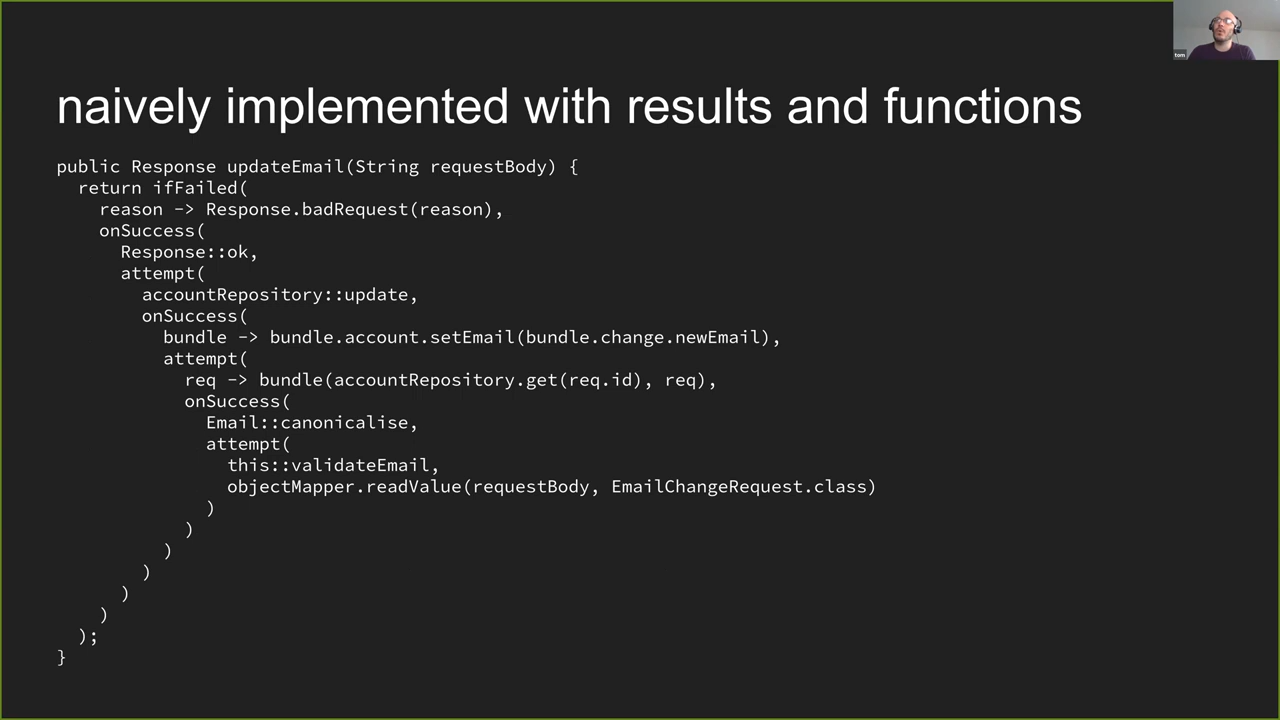 tom
naively implemented with results and functions
public Response updateEmail(String requestBody) {
  return ifFailed(
    reason -> Response.badRequest(reason),
    onSuccess(
      Response::ok,
      attempt(
        accountRepository::update,
        onSuccess(
          bundle -> bundle.account.setEmail(bundle.change.newEmail),
          attempt(
            req -> bundle(accountRepository.get(req.id), req),
            onSuccess(
              Email::canonicalise,
              attempt(
                this::validateEmail,
                objectMapper.readValue(requestBody, EmailChangeRequest.class)
              )
            )
          )
        )
      )
    )
  );
}